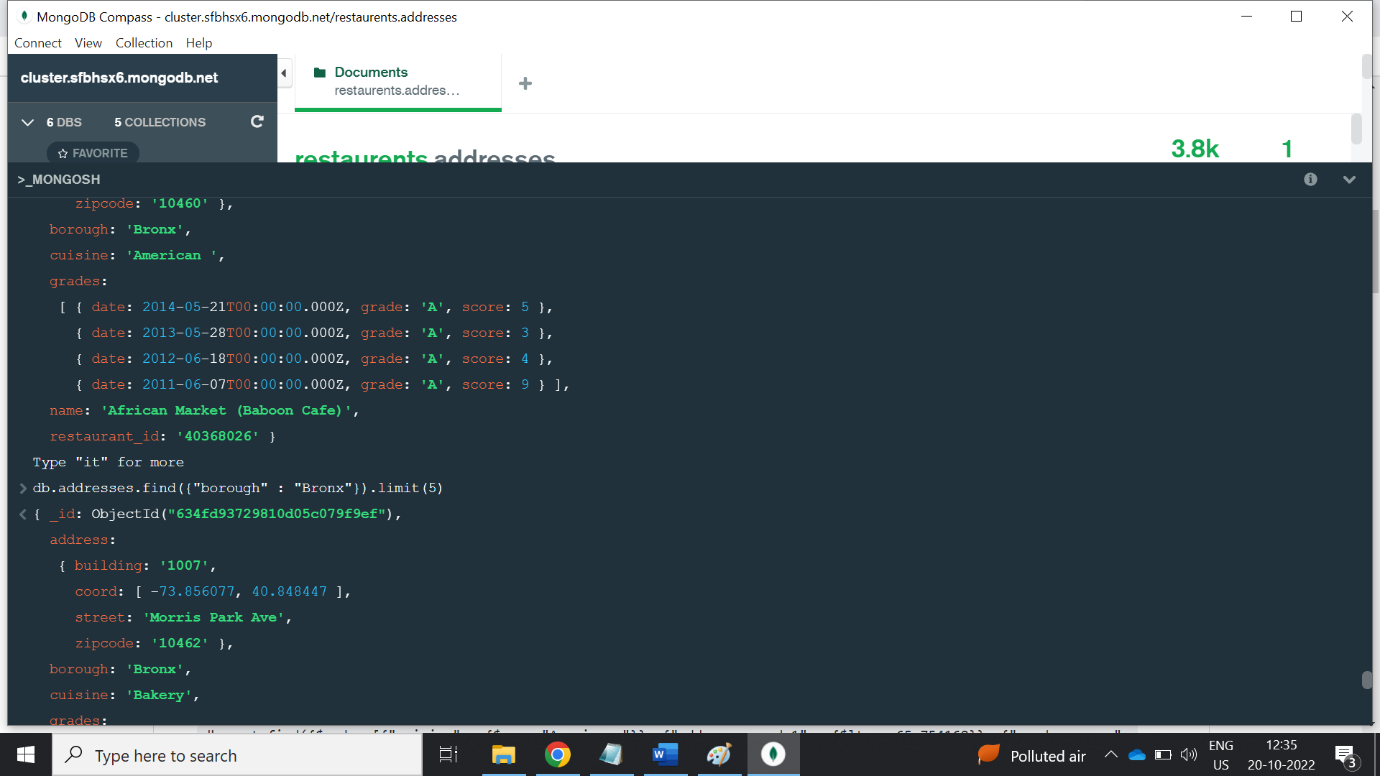 MongoDB Compass - cluster.sfbhsx6.mongodb.net/restaurents.addresses
Connect View Collection Help
cluster.sfbhsx6.mongodb.net
Documents
restaurents.addres...
6 DBS 5 COLLECTIONS
FAVORITE
restaurents.addresses
3.8k 1
>_MONGOSH
zipcode: '10460' },
borough: 'Bronx',
cuisine: 'American ',
grades:
[ { date: 2014-05-21T00:00:00.000Z, grade: 'A', score: 5 },
{ date: 2013-05-28T00:00:00.000Z, grade: 'A', score: 3 },
{ date: 2012-06-18T00:00:00.000Z, grade: 'A', score: 4 },
{ date: 2011-06-07T00:00:00.000Z, grade: 'A', score: 9 } ],
name: 'African Market (Baboon Cafe)',
restaurant_id: '40368026' }
Type "it" for more
> db.addresses.find({"borough" : "Bronx"}).limit(5)
< { _id: ObjectId("634fd93729810d05c079f9ef"),
address:
{ building: '1007',
coord: [ -73.856077, 40.848447 ],
street: 'Morris Park Ave',
zipcode: '10462' },
borough: 'Bronx',
cuisine: 'Bakery',
grades:
Type here to search
Polluted air
ENG
US
12:35
20-10-2022
3